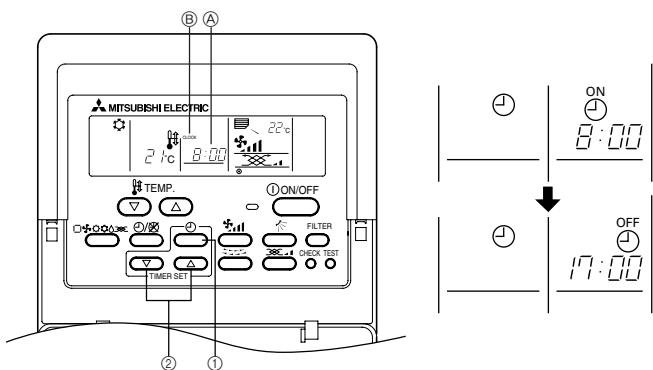 Ⓑ Ⓐ
MITSUBISHI ELECTRIC
CLOCK
22°C
21°C 8:00
TEMP.
ON/OFF
FILTER
CHECK TEST
TIMER SET
② ①
ON
8:00
OFF
17:00